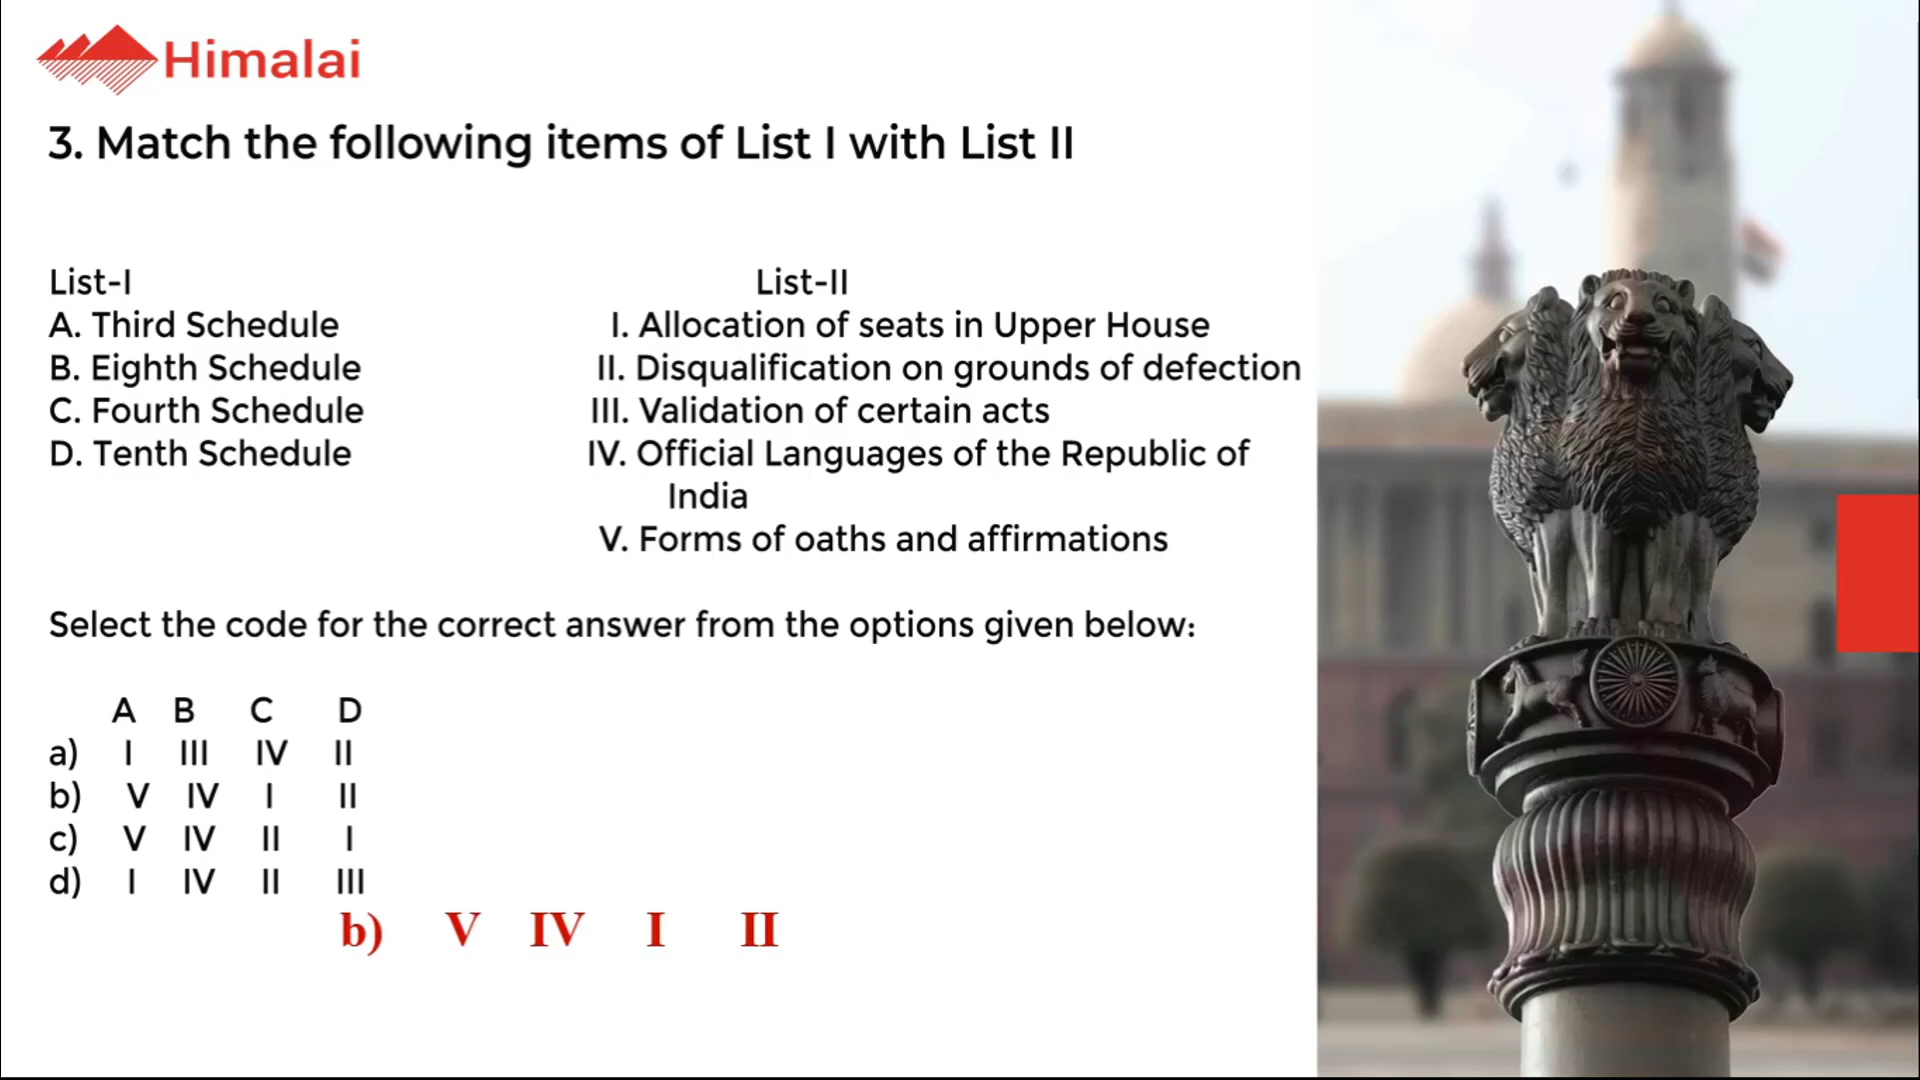 Himalai
3. Match the following items of List I with List II
List-I List-II
A. Third Schedule I. Allocation of seats in Upper House
B. Eighth Schedule II. Disqualification on grounds of defection
C. Fourth Schedule III. Validation of certain acts
D. Tenth Schedule IV. Official Languages of the Republic of
India
V. Forms of oaths and affirmations
Select the code for the correct answer from the options given below:
A B C D
a) I III IV II
b) V IV I II
c) V IV II I
d) I IV II III
b) V IV I II